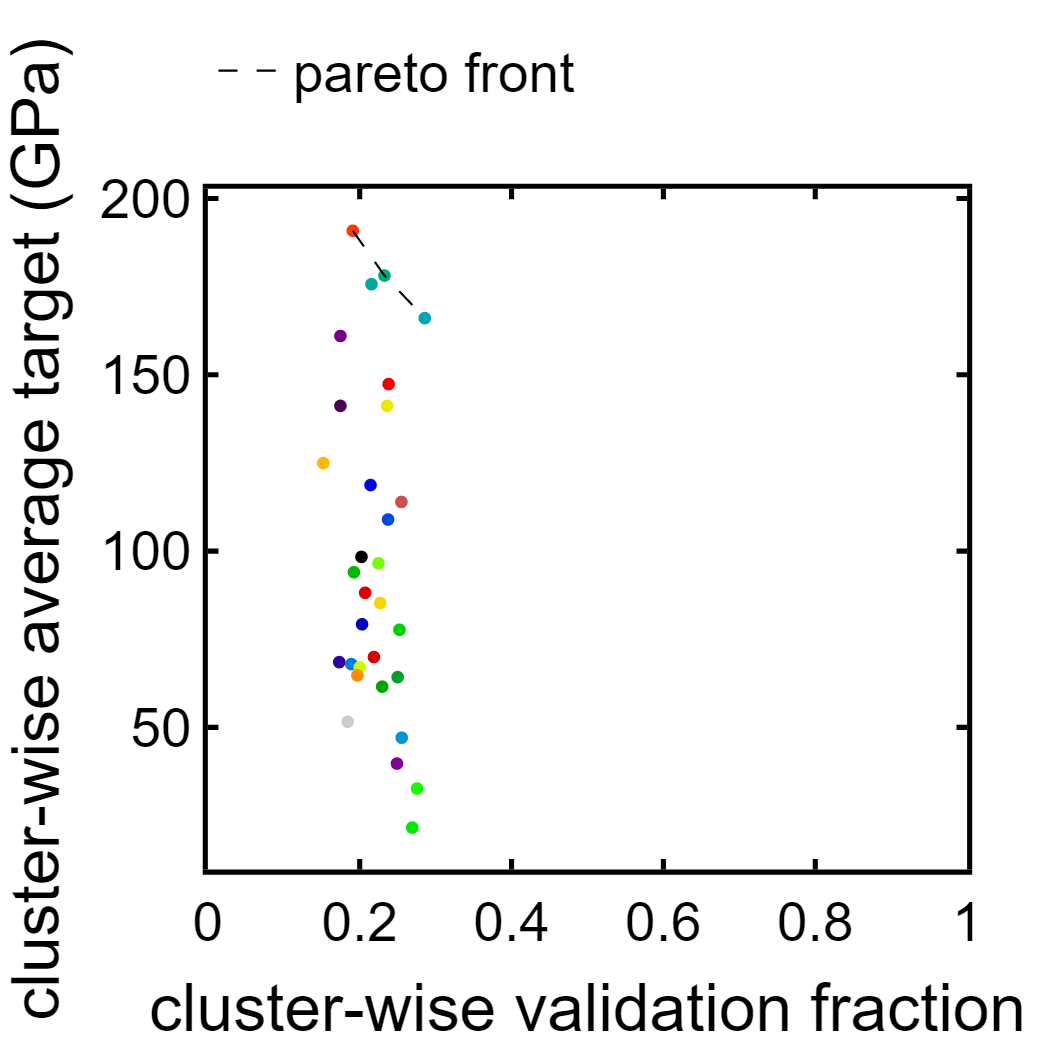 pareto front
cluster-wise average target (GPa)
200
150
100
50
0 0.2 0.4 0.6 0.8 1
cluster-wise validation fraction